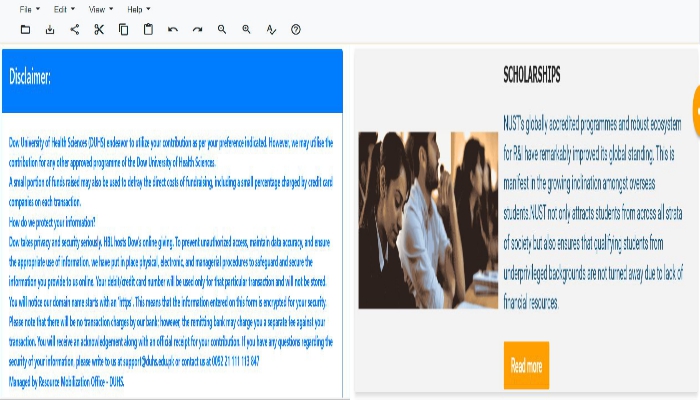 File Edit View Help
Disclaimer:
Dow University of Health Sciences (DUHS) endeavor to utilize your contribution as per your preference indicated. However, we may utilise the
contribution for any other approved programme of the Dow University of Health Sciences.
A small portion of funds raised may also be used to defray the direct costs of fundraising, including a small percentage charged by credit card
companies on each transaction.
How do we protect your information?
Dow takes privacy and security seriously. HBL hosts Dow's online giving. To prevent unauthorized access, maintain data accuracy, and ensure
the appropriate use of information, we have put in place physical, electronic, and managerial procedures to safeguard and secure the
information you provide to us online. Your debit/credit card number will be used only for that particular transaction and will not be stored.
You will notice our domain name starts with an "https". This means that the information entered on this form is encrypted for your security.
Please note that there will be no transaction charges by our bank; however, the remitting bank may charge you a separate fee against your
transaction. You will receive an acknowledgement along with an official receipt for your contribution. If you have any questions regarding the
security of your information, please write to us at support@duhs.edu.pk or contact us at 0092 21 111 113 847
Managed by Resource Mobilization Office - DUHS.
SCHOLARSHIPS
NUST's globally accredited programmes and robust ecosystem
for R&I have remarkably improved its global standing. This is
manifest in the growing inclination amongst overseas
students.NUST not only attracts students from across all strata
of society but also ensures that qualifying students from
underprivileged backgrounds are not turned away due to lack of
financial resources.
Read more